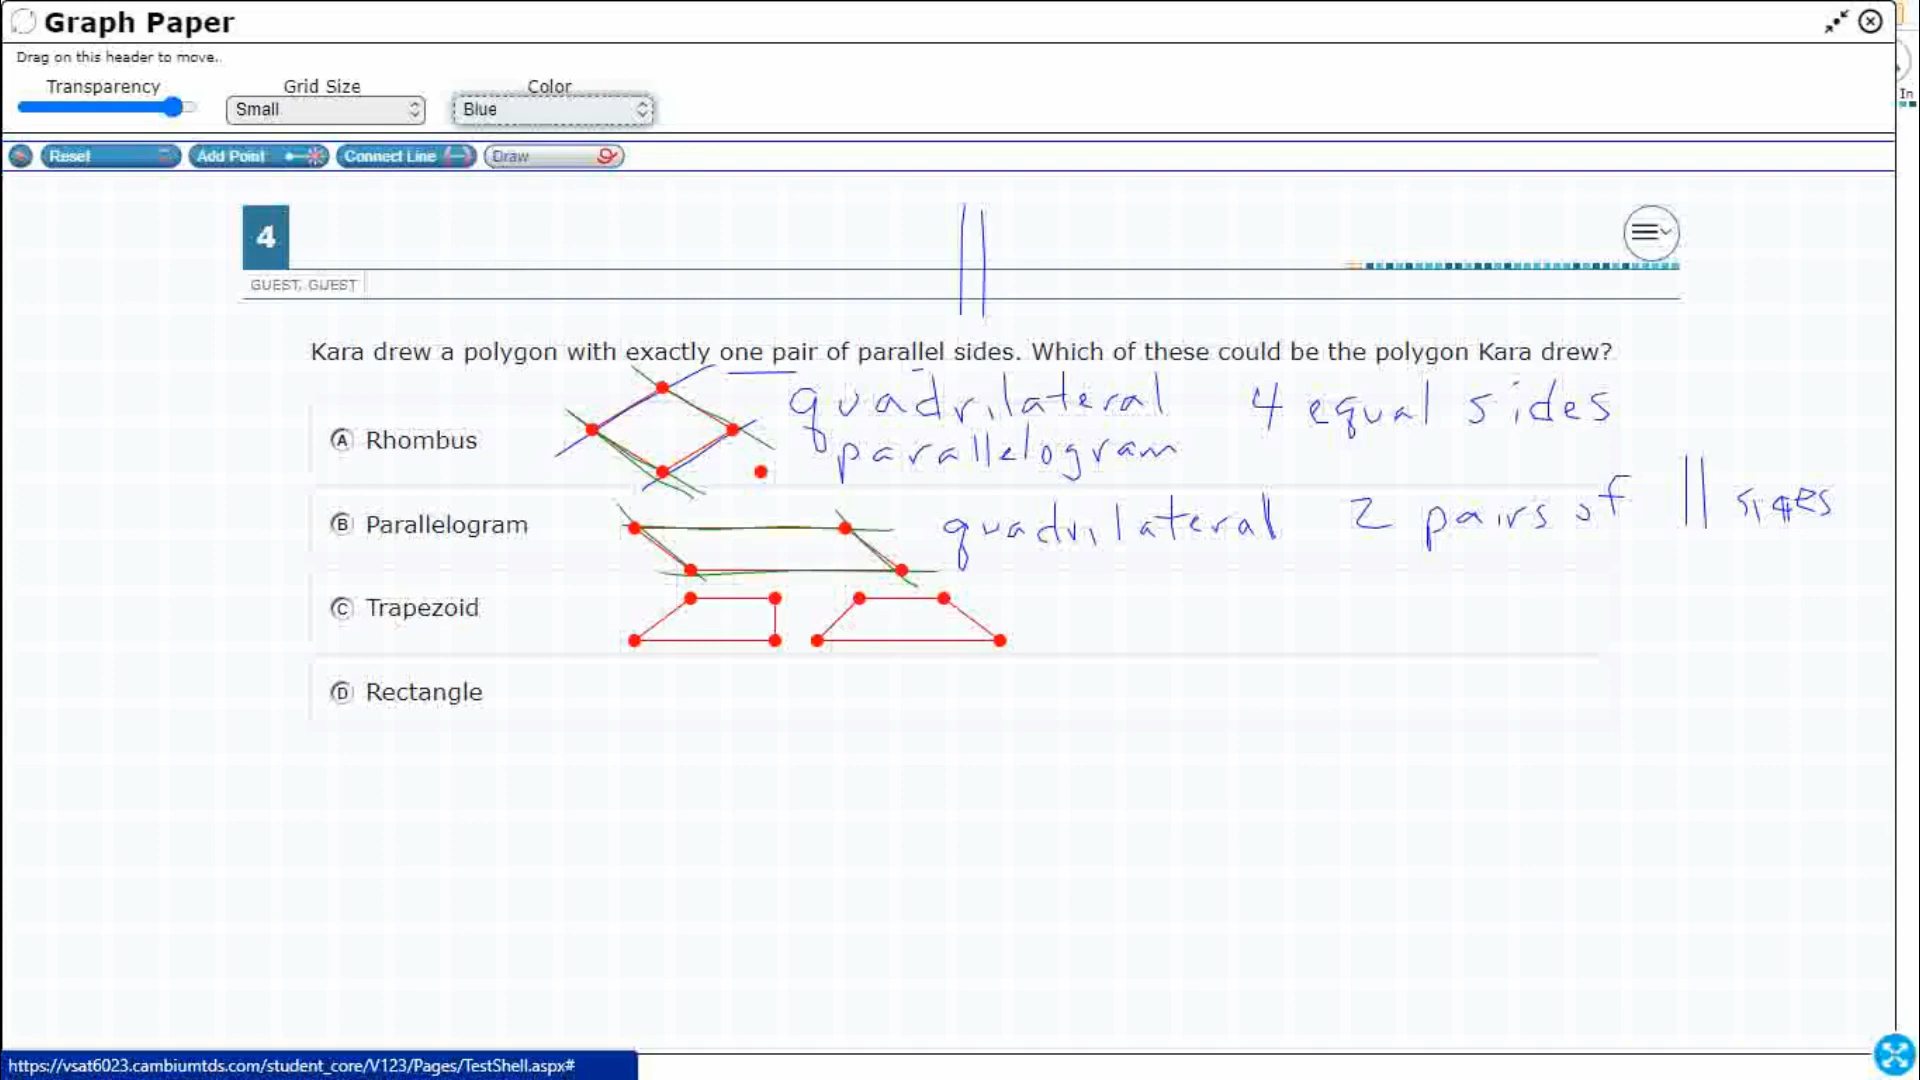 Graph Paper
Drag on this header to move..
Transparency Grid Size Color
Small Blue
Reset Add Point Connect Line Draw
In
4
GUEST, GUEST
Kara drew a polygon with exactly one pair of parallel sides. Which of these could be the polygon Kara drew?
quadrilateral 4 equal sides
A Rhombus
parallelogram
B Parallelogram quadrilateral 2 pairs of || sides
C Trapezoid
D Rectangle
https://vsat6023.cambiumtds.com/student_core/V123/Pages/TestShell.aspx#